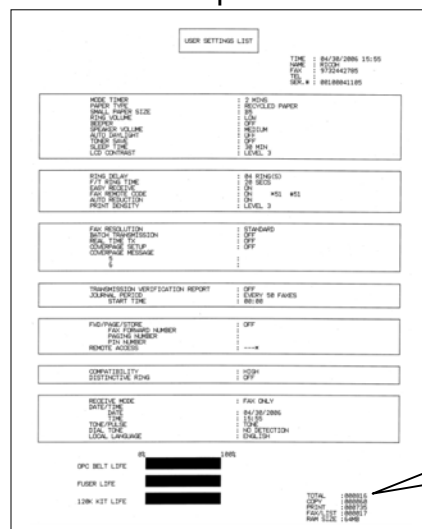 USER SETTINGS LIST
TIME : 04/30/2006 15:55
NAME : RICOH
FAX : 9732442705
TEL :
SER.# : 00100041105
MODE TIMER : 2 MINS
PAPER TYPE : RECYCLED PAPER
SMALL PAPER SIZE :
RING VOLUME : LOW
BEEPER : OFF
SPEAKER VOLUME : MEDIUM
AUTO DAYLIGHT : OFF
TONER SAVE : OFF
SLEEP TIME : 30 MIN
LCD CONTRAST : LEVEL 3
RING DELAY : 04 RING(S)
F/T RING TIME : 20 SECS
EASY RECEIVE : ON
FAX REMOTE CODE : ON *51 #51
AUTO REDUCTION : ON
PRINT DENSITY : LEVEL 3
FAX RESOLUTION : STANDARD
BATCH TRANSMISSION : OFF
REAL TIME TX : OFF
COVERPAGE SETUP : OFF
COVERPAGE MESSAGE
5 :
6 :
TRANSMISSION VERIFICATION REPORT : OFF
JOURNAL PERIOD : EVERY 50 FAXES
START TIME : 00:00
FWD/PAGE/STORE : OFF
FAX FORWARD NUMBER :
PAGING NUMBER :
PIN NUMBER :
REMOTE ACCESS : ---*
COMPATIBILITY : HIGH
DISTINCTIVE RING : OFF
RECEIVE MODE : FAX ONLY
DATE/TIME
DATE : 04/30/2006
TIME : 15:55
TONE/PULSE : TONE
DIAL TONE : NO DETECTION
LOCAL LANGUAGE : ENGLISH
0% 100%
OPC BELT LIFE
FUSER LIFE
120K KIT LIFE
TOTAL
COPY
PRINT
FAX/LIST :000017
RAM SIZE :64MB